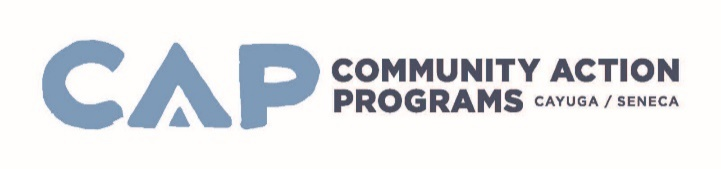 CAP
COMMUNITY ACTION
PROGRAMS CAYUGA / SENECA